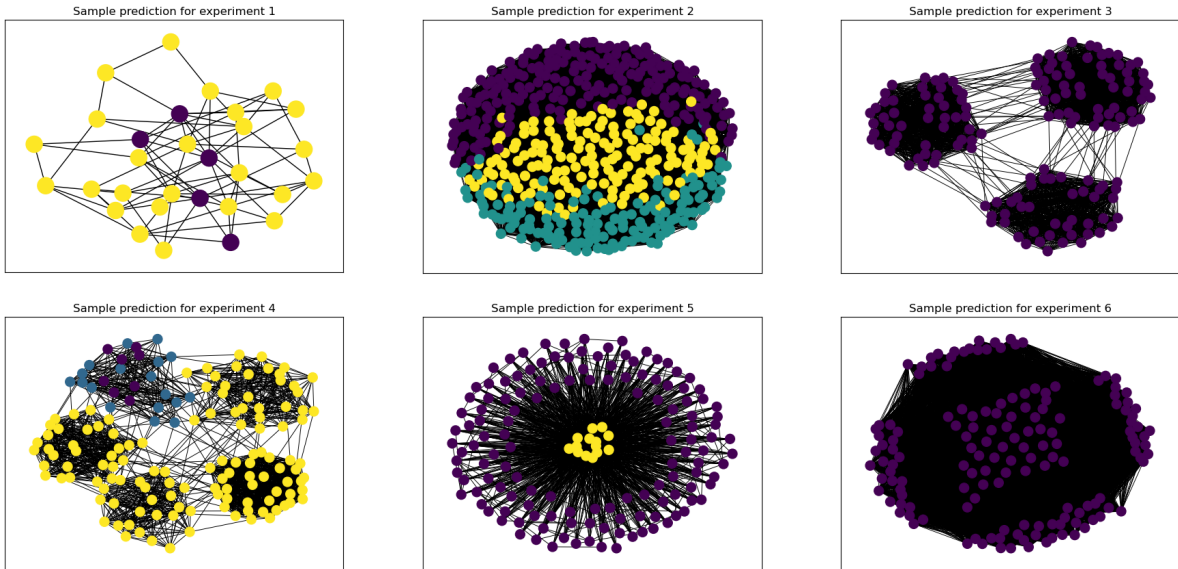 Sample prediction for experiment 1
Sample prediction for experiment 2
Sample prediction for experiment 3
Sample prediction for experiment 4
Sample prediction for experiment 5
Sample prediction for experiment 6